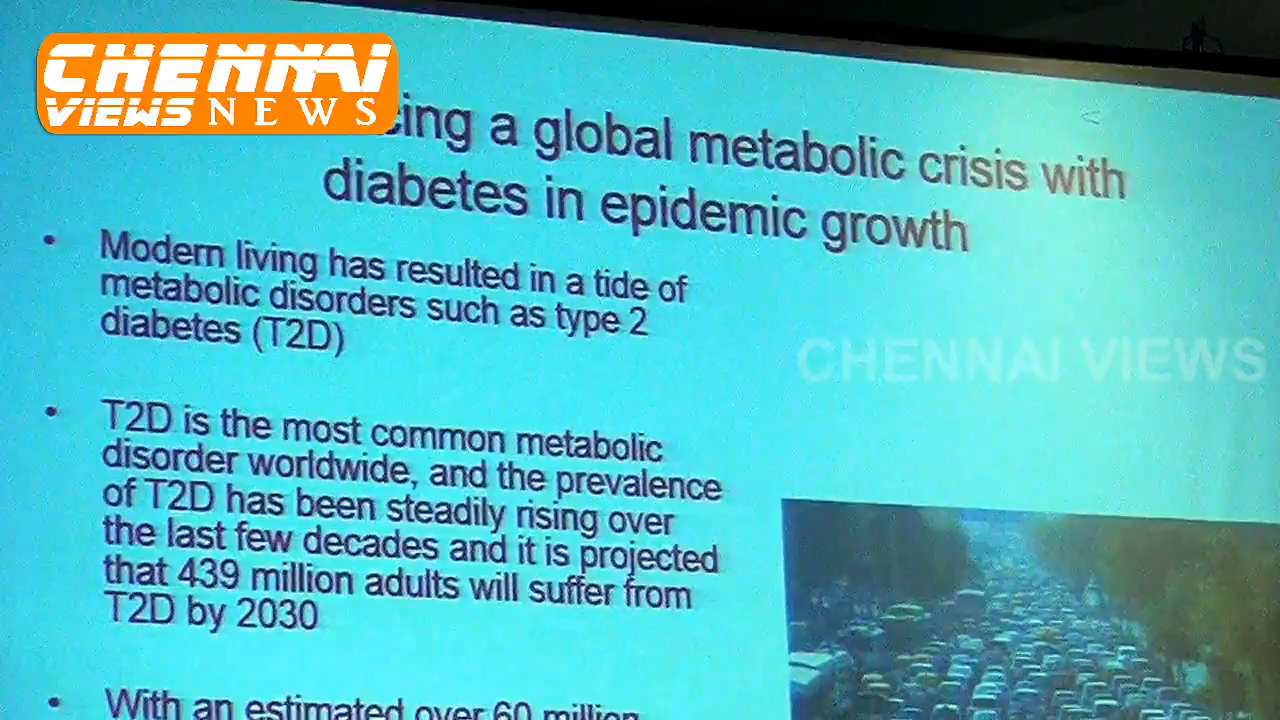 CHENNAI
VIEWS NEWS
a global metabolic crisis with
diabetes in epidemic growth
• Modern living has resulted in a tide of
metabolic disorders such as type 2
diabetes (T2D)
CHENNAI VIEWS
• T2D is the most common metabolic
disorder worldwide, and the prevalence
of T2D has been steadily rising over
the last few decades and it is projected
that 439 million adults will suffer from
T2D by 2030
• With an estimated over 60 million